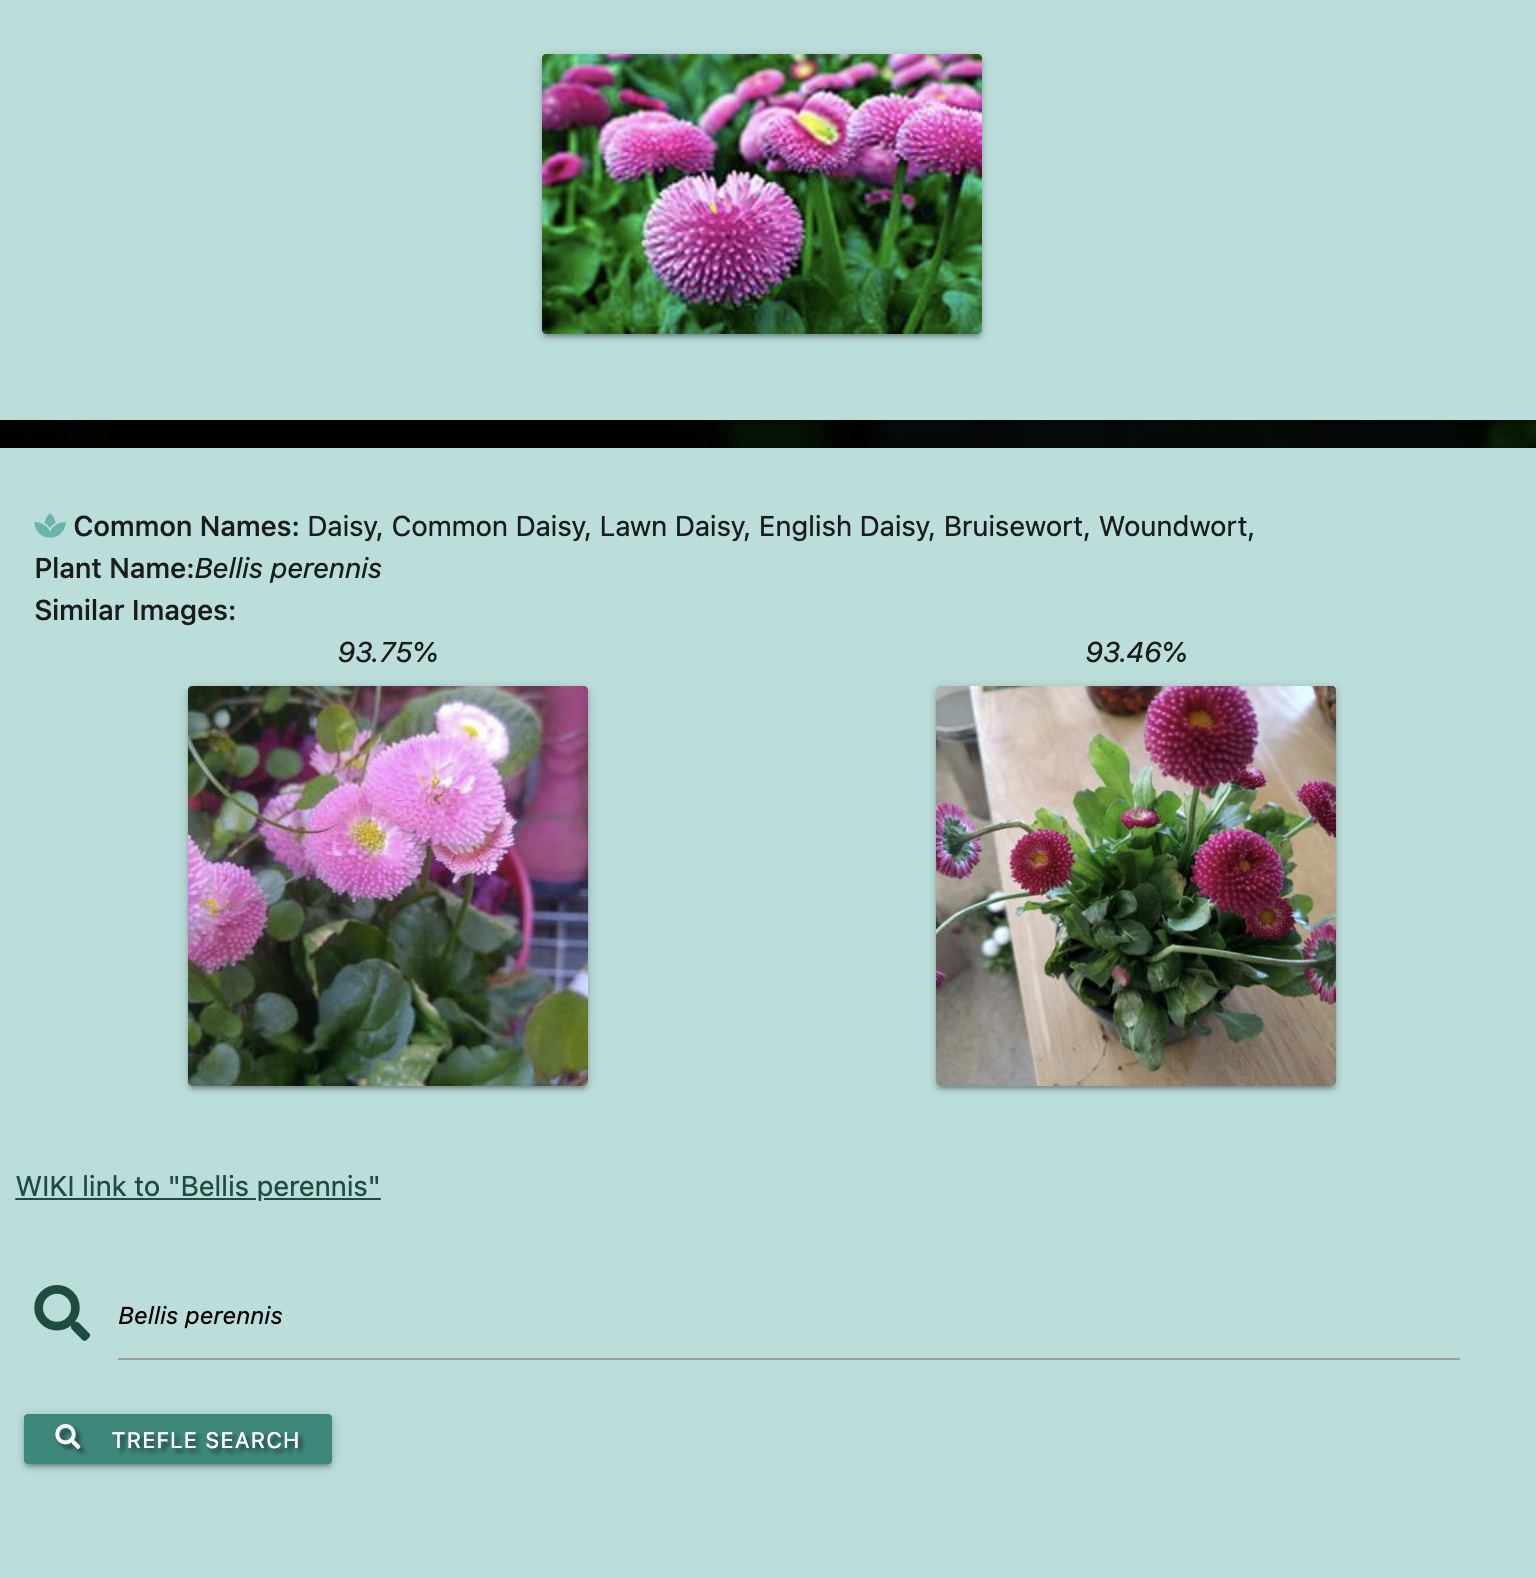 Common Names: Daisy, Common Daisy, Lawn Daisy, English Daisy, Bruisewort, Woundwort,
Plant Name:Bellis perennis
Similar Images:
93.75%
93.46%
WIKI link to "Bellis perennis"
Bellis perennis
TREFLE SEARCH